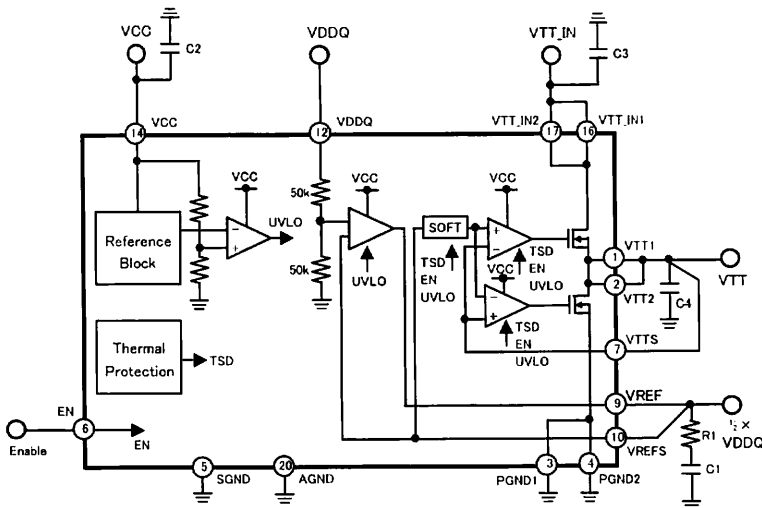 VCC
C2
VDDQ
VTT_IN
C3
14
VCC
12
VDDQ
VTT_IN2
17
16
VTT_IN1
VCC
50k
VCC
VCC
Reference
Block
−
+
UVLO
SOFT
+
−
1
VTT1
VTT
50k
UVLO
TSD
EN
UVLO
VCC
TSD
EN
UVLO
2
VTT2
C4
−
+
Thermal
Protection
TSD
TSD
EN
UVLO
7
VTTS
9
VREF
½ ×
VDDQ
EN
6
Enable
EN
10
VREFS
R1
C1
5
SGND
20
AGND
PGND1
3
4
PGND2